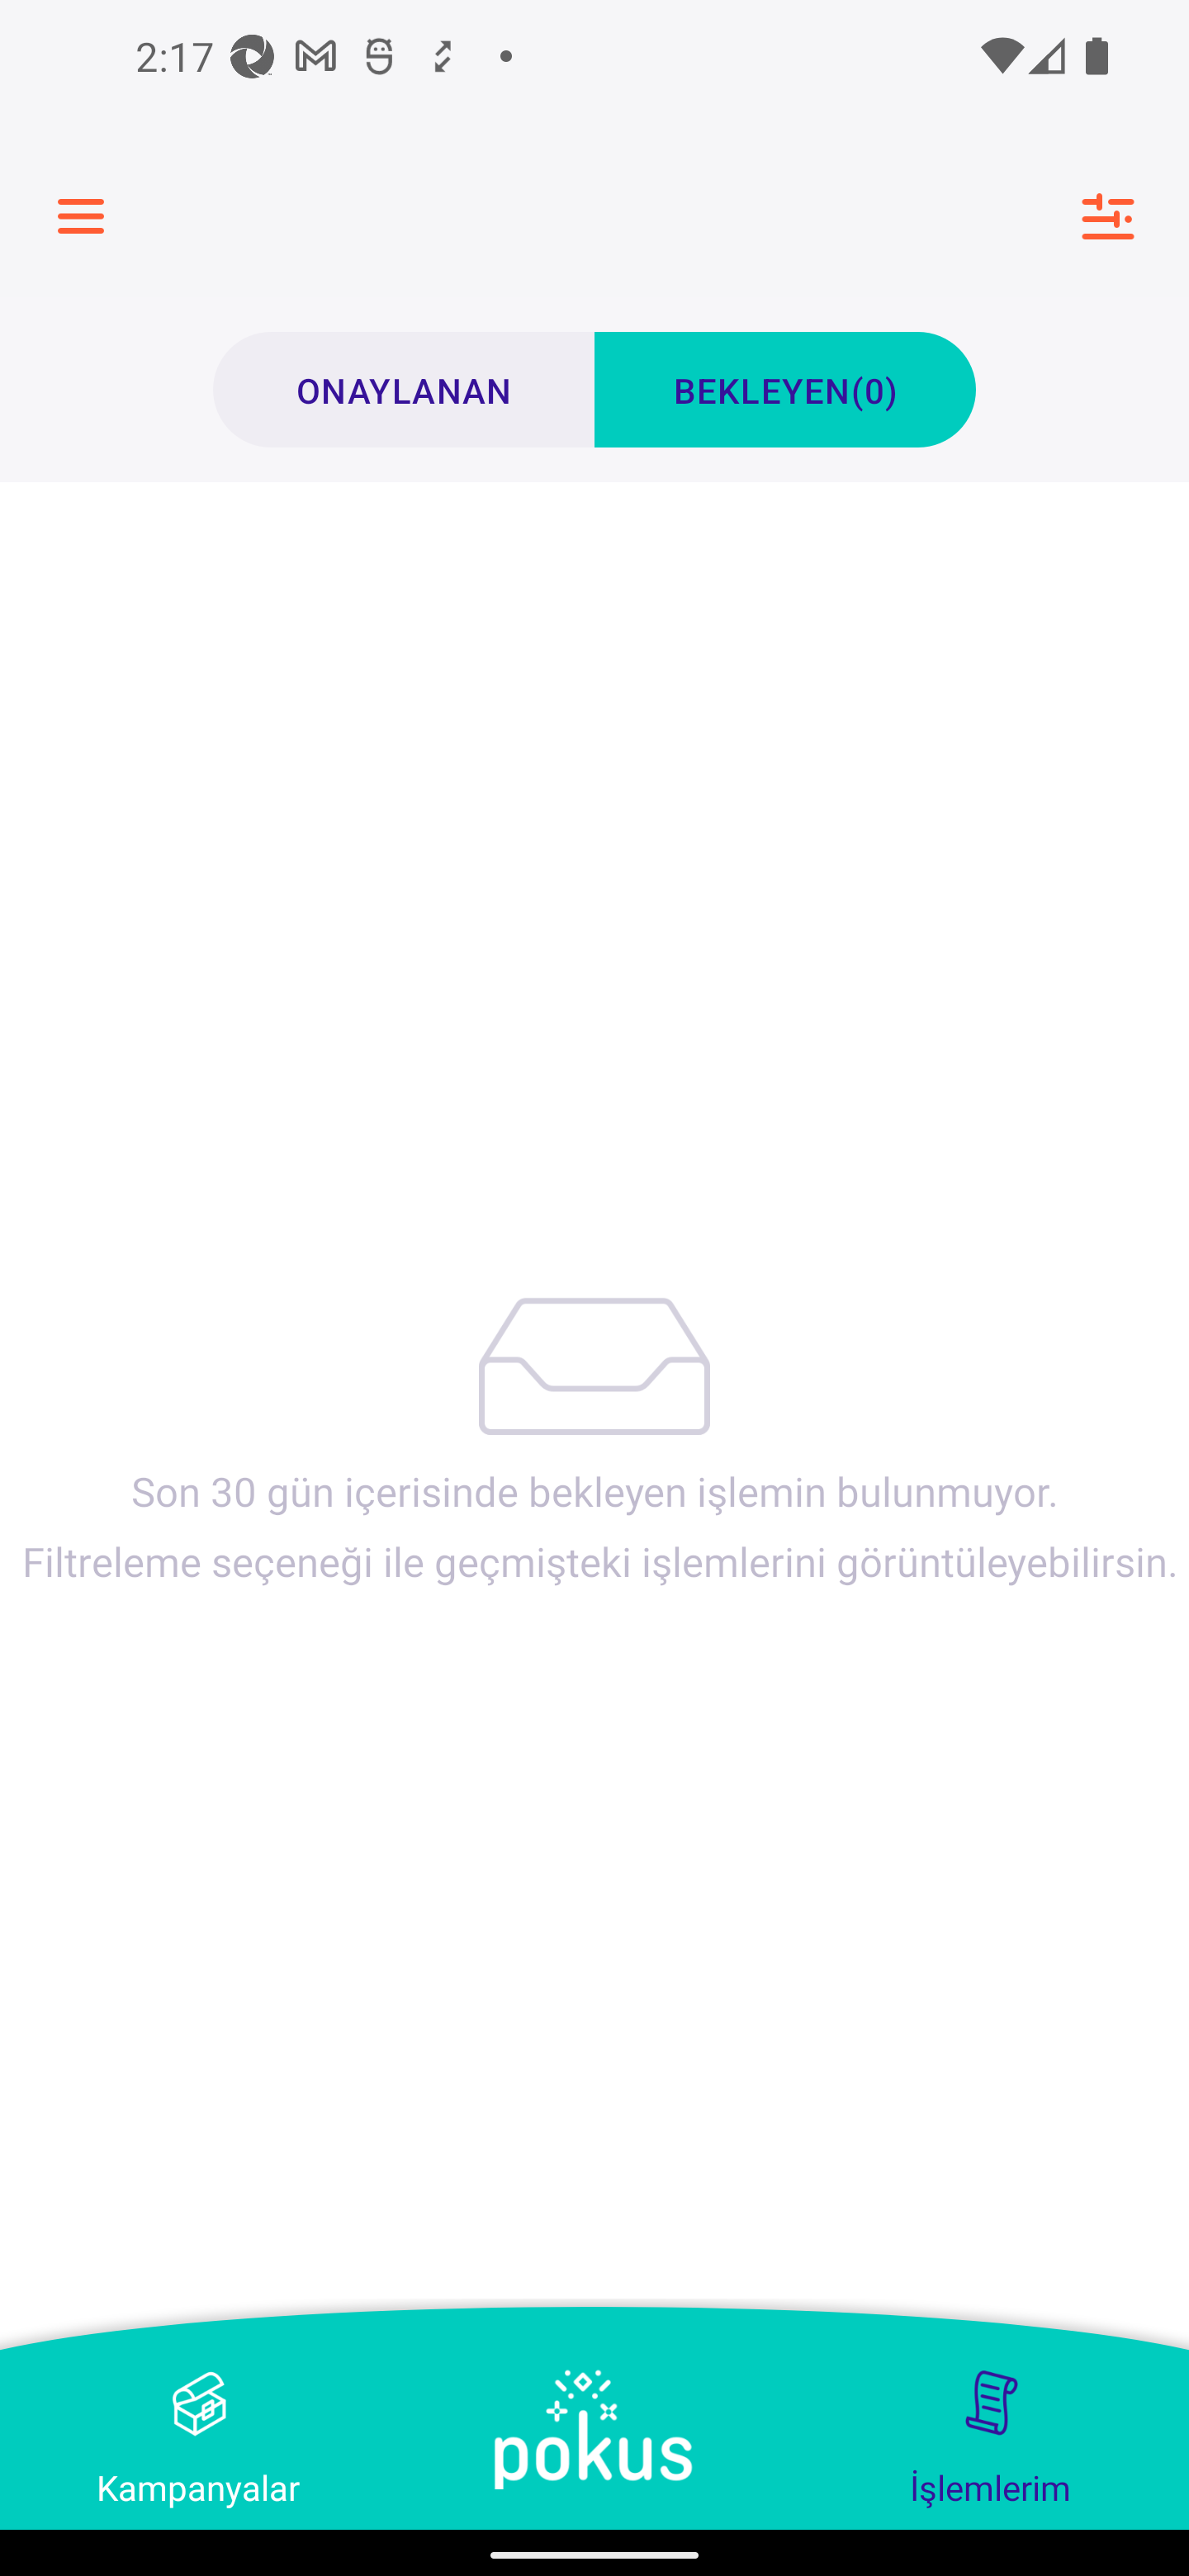 2:17
ONAYLANAN
BEKLEYEN(0)
Son 30 gün içerisinde bekleyen işlemin bulunmuyor.
Filtreleme seçeneği ile geçmişteki işlemlerini görüntüleyebilirsin.
pokus
Kampanyalar
İşlemlerim